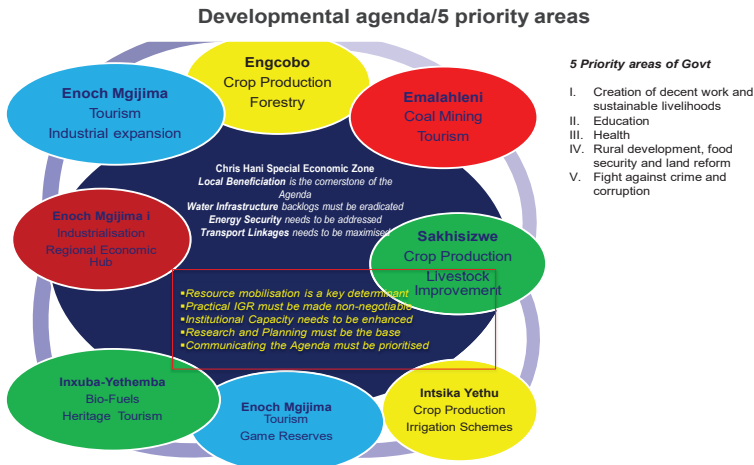 Developmental agenda/5 priority areas
Engcobo
Crop Production
Forestry
Enoch Mgijima
Tourism
Industrial expansion
Emalahleni
Coal Mining
Tourism
Chris Hani Special Economic Zone
Local Beneficiation is the cornerstone of the
Agenda
Water Infrastructure backlogs must be eradicated
Energy Security needs to be addressed
Transport Linkages needs to be maximised
Enoch Mgijima i
Industrialisation
Regional Economic
Hub
Sakhisizwe
Crop Production
Livestock
Improvement
▪Resource mobilisation is a key determinant
▪Practical IGR must be made non-negotiable
▪Institutional Capacity needs to be enhanced
▪Research and Planning must be the base
▪Communicating the Agenda must be prioritised
Inxuba-Yethemba
Bio-Fuels
Heritage Tourism
Enoch Mgijima
Tourism
Game Reserves
Intsika Yethu
Crop Production
Irrigation Schemes
5 Priority areas of Govt
I. Creation of decent work and
sustainable livelihoods
II. Education
III. Health
IV. Rural development, food
security and land reform
V. Fight against crime and
corruption